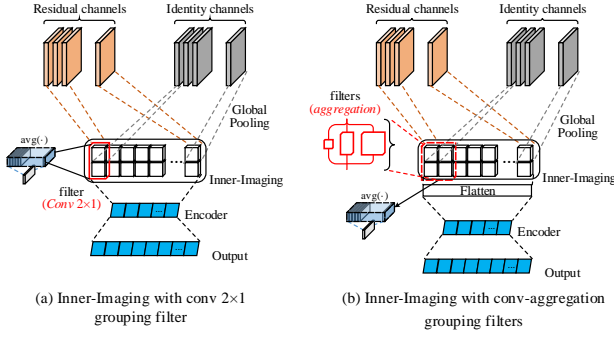 Residual channels
Identity channels
Global
Pooling
avg(·)
Inner-Imaging
filter
(Conv 2×1)
Encoder
Output
(a) Inner-Imaging with conv 2×1
grouping filter
Residual channels
Identity channels
filters
(aggregation)
Global
Pooling
Inner-Imaging
avg(·)
Flatten
Encoder
Output
(b) Inner-Imaging with conv-aggregation
grouping filters